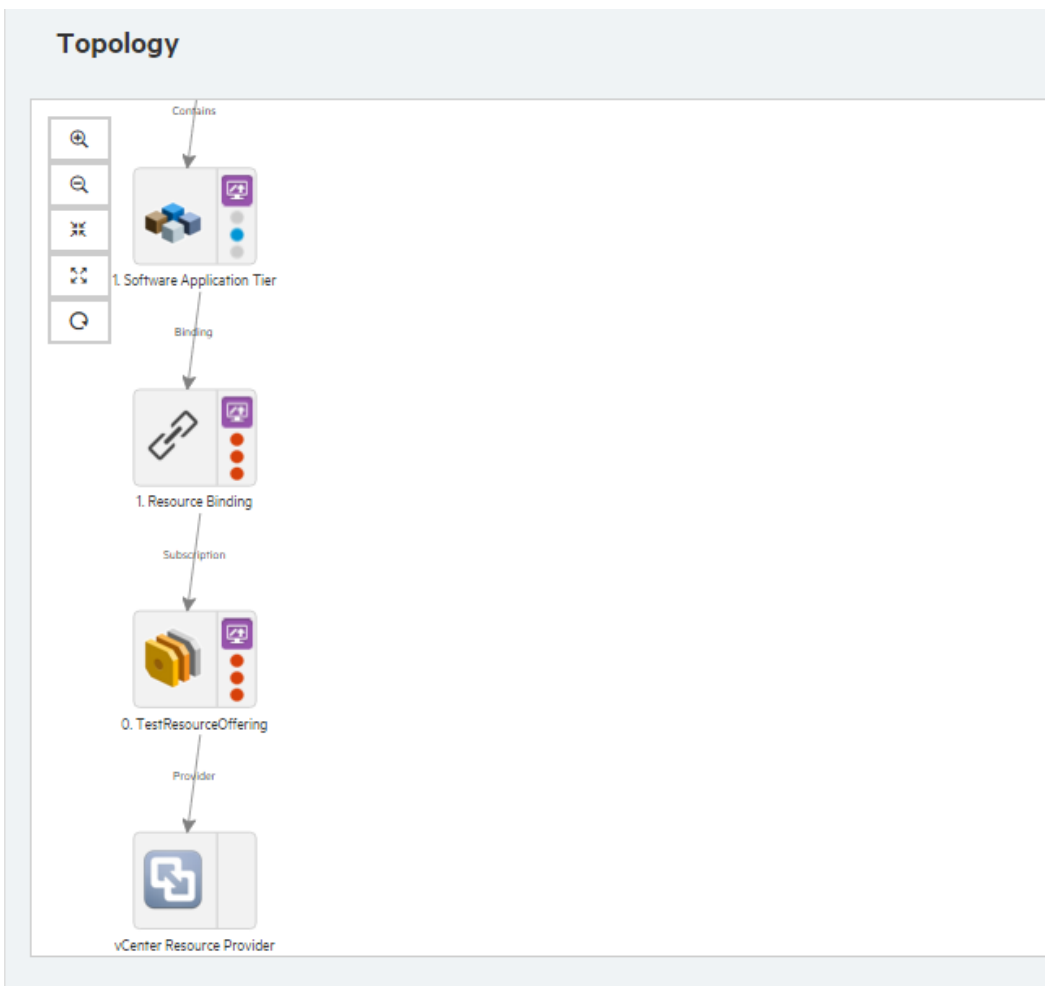 Topology
Contains
1. Software Application Tier
Binding
1. Resource Binding
Subscription
0. TestResourceOffering
Provider
vCenter Resource Provider